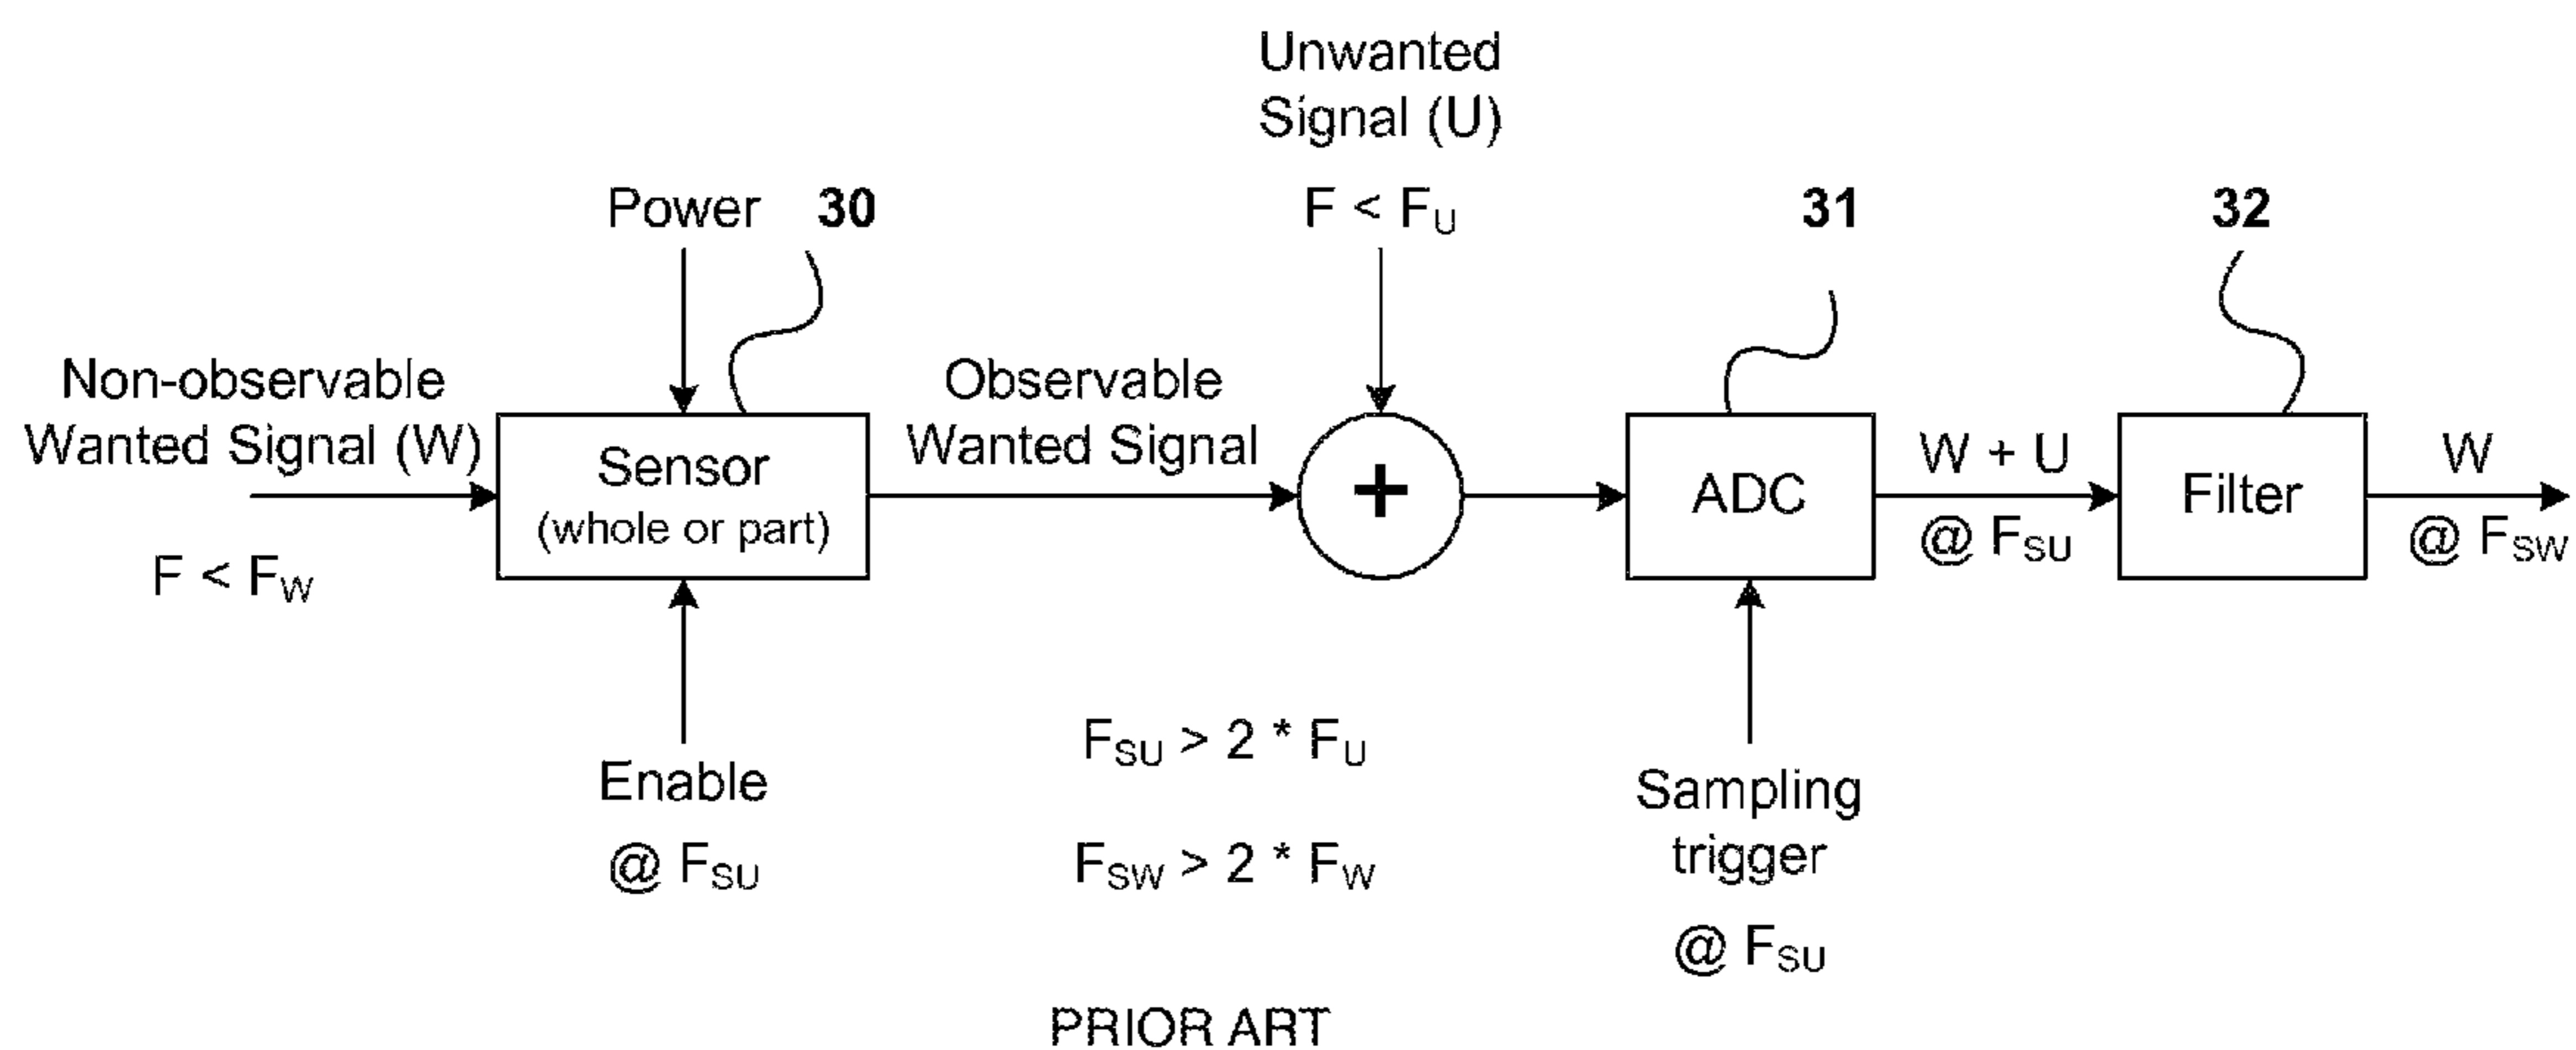 Unwanted
Signal (U)
F < FU
Power
30
31
32
Non-observable
Wanted Signal (W)
F < FW
Sensor
(whole or part)
Observable
Wanted Signal
+
ADC
W + U
@ FSU
Filter
W
@ FSW
Enable
@ FSU
FSU > 2 * FU
FSW > 2 * FW
Sampling
trigger
@ FSU
PRIOR ART